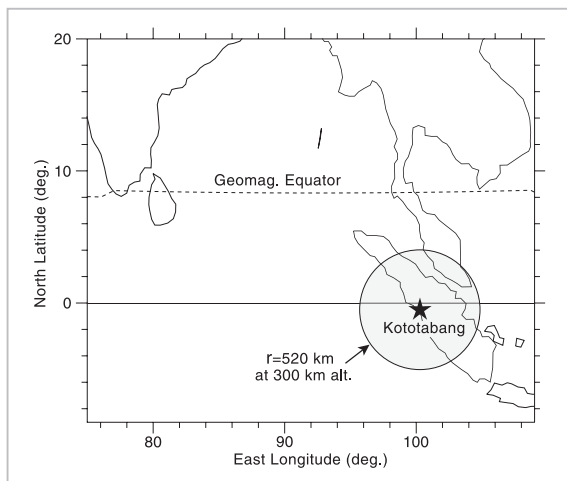 20
10
0
North Latitude (deg.)
Geomag. Equator
Kototabang
r=520 km
at 300 km alt.
80
90
100
East Longitude (deg.)